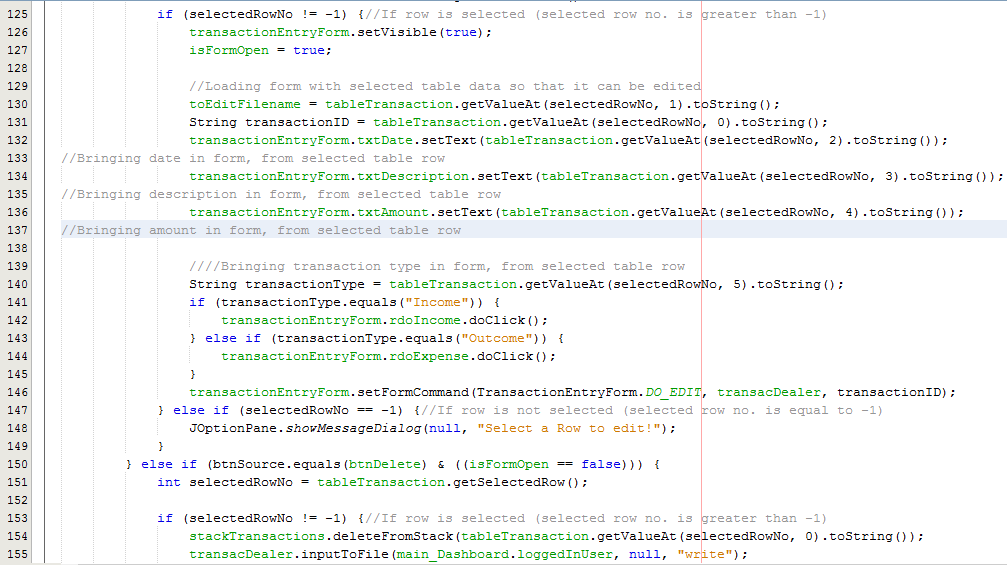 125 if (selectedRowNo != -1) {//If row is selected (selected row no. is greater than -1)
126 transactionEntryForm.setVisible(true);
127 isFormOpen = true;
128
129 //Loading form with selected table data so that it can be edited
130 toEditFilename = tableTransaction.getValueAt(selectedRowNo, 1).toString();
131 String transactionID = tableTransaction.getValueAt(selectedRowNo, 0).toString();
132 transactionEntryForm.txtDate.setText(tableTransaction.getValueAt(selectedRowNo, 2).toString());
133 //Bringing date in form, from selected table row
134 transactionEntryForm.txtDescription.setText(tableTransaction.getValueAt(selectedRowNo, 3).toString());
135 //Bringing description in form, from selected table row
136 transactionEntryForm.txtAmount.setText(tableTransaction.getValueAt(selectedRowNo, 4).toString());
137 //Bringing amount in form, from selected table row
138
139 ////Bringing transaction type in form, from selected table row
140 String transactionType = tableTransaction.getValueAt(selectedRowNo, 5).toString();
141 if (transactionType.equals("Income")) {
142 transactionEntryForm.rdoIncome.doClick();
143 } else if (transactionType.equals("Outcome")) {
144 transactionEntryForm.rdoExpense.doClick();
145 }
146 transactionEntryForm.setFormCommand(TransactionEntryForm.DO_EDIT, transacDealer, transactionID);
147 } else if (selectedRowNo == -1) {//If row is not selected (selected row no. is equal to -1)
148 JOptionPane.showMessageDialog(null, "Select a Row to edit!");
149 }
150 } else if (btnSource.equals(btnDelete) & ((isFormOpen == false))) {
151 int selectedRowNo = tableTransaction.getSelectedRow();
152
153 if (selectedRowNo != -1) {//If row is selected (selected row no. is greater than -1)
154 stackTransactions.deleteFromStack(tableTransaction.getValueAt(selectedRowNo, 0).toString());
155 transacDealer.inputToFile(main_Dashboard.loggedInUser, null, "write");